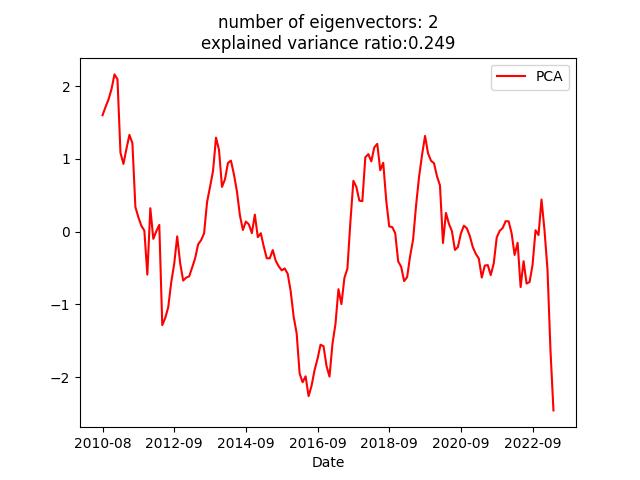 number of eigenvectors: 2
explained variance ratio:0.249
PCA
2
1
0
−1
−2
2010-08 2012-09 2014-09 2016-09 2018-09 2020-09 2022-09
Date